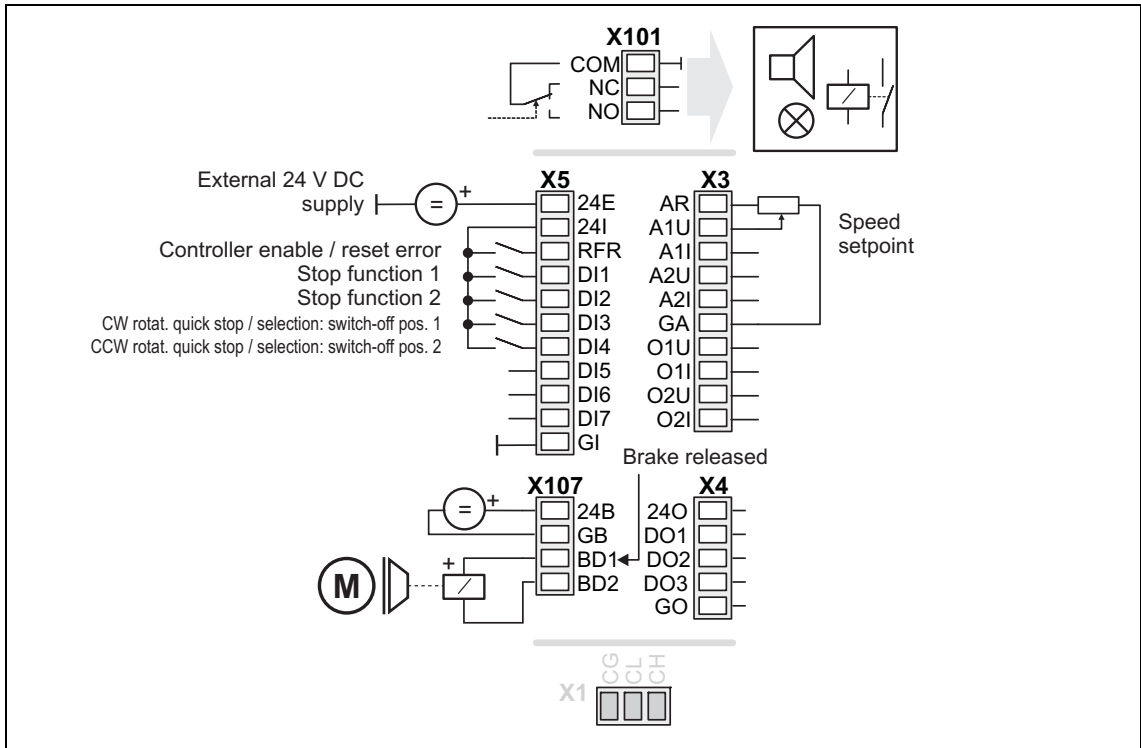 X101
COM
NC
NO
External 24 V DC
supply
=
+
Controller enable / reset error
Stop function 1
Stop function 2
CW rotat. quick stop / selection: switch-off pos. 1
CCW rotat. quick stop / selection: switch-off pos. 2
X5
24E
24I
RFR
DI1
DI2
DI3
DI4
DI5
DI6
DI7
GI
X3
AR
A1U
A1I
A2U
A2I
GA
O1U
O1I
O2U
O2I
Speed
setpoint
Brake released
X107
24B
GB
BD1
BD2
=
+
+
M
X4
24O
DO1
DO2
DO3
GO
X1
CG
CL
CH